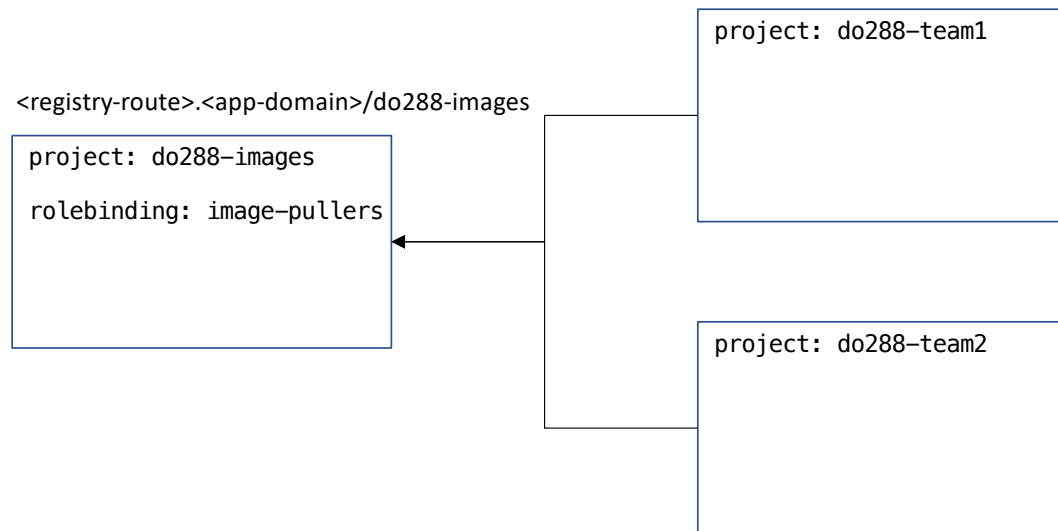 project: do288-team1
<registry-route>.<app-domain>/do288-images
project: do288-images
rolebinding: image-pullers
project: do288-team2